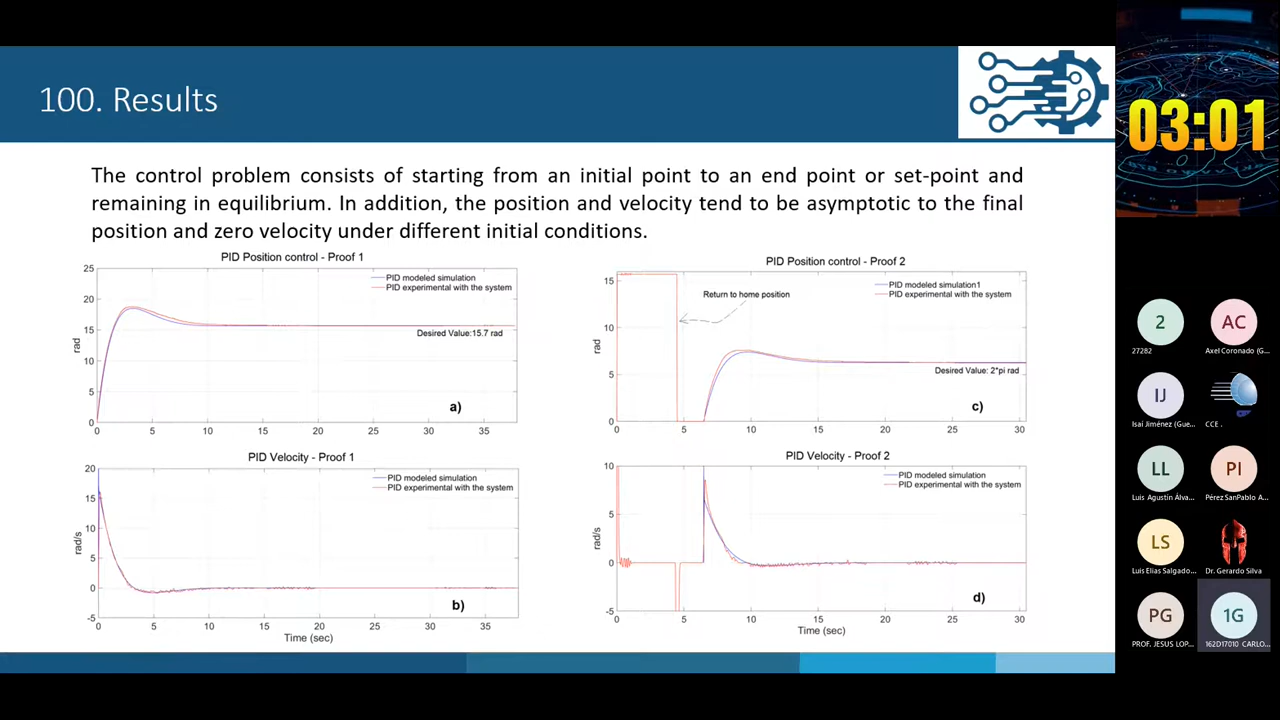 100. Results
03:01
The control problem consists of starting from an initial point to an end point or set-point and
remaining in equilibrium. In addition, the position and velocity tend to be asymptotic to the final
position and zero velocity under different initial conditions.
PID Position control - Proof 1
25
20
15
10
5
0
rad
PID modeled simulation
PID experimental with the system
Desired Value:15.7 rad
a)
0 5 10 15 20 25 30 35
PID Position control - Proof 2
15
10
5
0
rad
Return to home position
PID modeled simulation1
PID experimental with the system
Desired Value: 2*pi rad
c)
0 5 10 15 20 25 30
PID Velocity - Proof 1
20
15
10
5
0
-5
rad/s
PID modeled simulation
PID experimental with the system
b)
0 5 10 15 20 25 30 35
Time (sec)
PID Velocity - Proof 2
10
5
0
-5
rad/s
PID modeled simulation
PID experimental with the system
d)
0 5 10 15 20 25 30
Time (sec)
2
27282
AC
Axel Coronado (G...
IJ
Isaí Jiménez (Gue...
CCE .
LL
Luis Agustín Álva...
PI
Pérez SanPablo A...
LS
Luis Elías Salgado...
Dr. Gerardo Silva
PG
PROF. JESUS LOP...
1G
162D17010 CARLO...